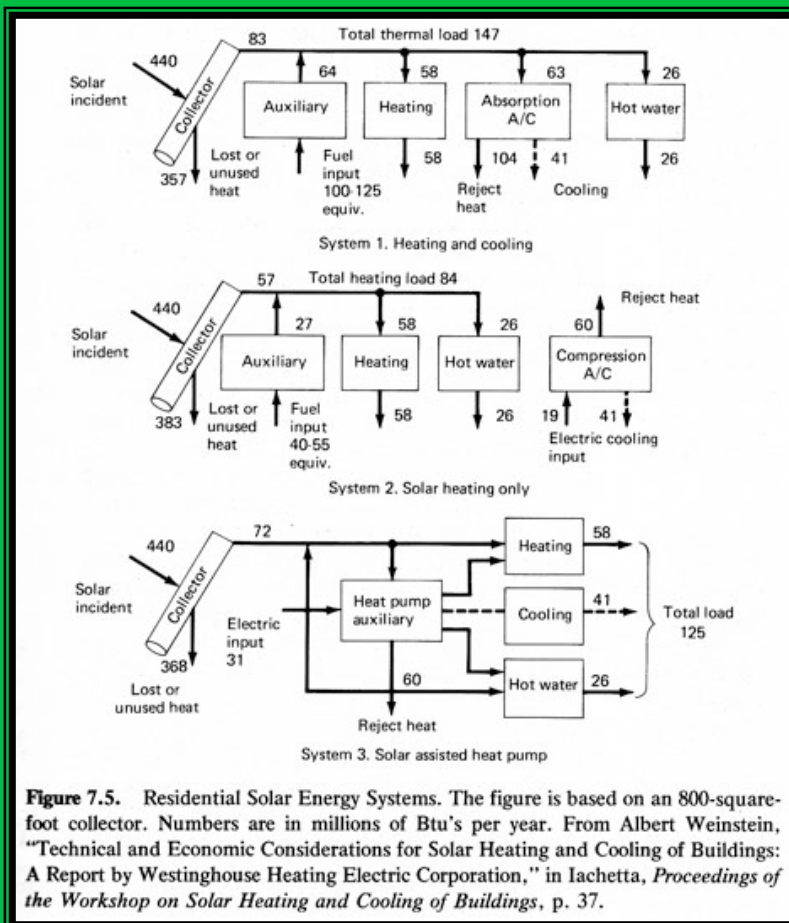 83
Total thermal load 147
440
Solar
incident
Collector
357
Lost or
unused
heat
64
Auxiliary
Fuel
input
100-125
equiv.
58
Heating
58
63
Absorption
A/C
104
41
Reject
heat
Cooling
26
Hot water
26
System 1. Heating and cooling
57
Total heating load 84
440
Solar
incident
Collector
383
Lost or
unused
heat
27
Auxiliary
Fuel
input
40-55
equiv.
58
Heating
58
26
Hot water
26
Reject heat
60
Compression
A/C
19
41
Electric cooling
input
System 2. Solar heating only
72
440
Solar
incident
Collector
368
Lost or
unused heat
Electric
input
31
Heat pump
auxiliary
60
Reject heat
Heating
58
Cooling
41
Hot water
26
Total load
125
System 3. Solar assisted heat pump
Figure 7.5. Residential Solar Energy Systems. The figure is based on an 800-square-
foot collector. Numbers are in millions of Btu's per year. From Albert Weinstein,
“Technical and Economic Considerations for Solar Heating and Cooling of Buildings:
A Report by Westinghouse Heating Electric Corporation,” in Iachetta, Proceedings of
the Workshop on Solar Heating and Cooling of Buildings, p. 37.